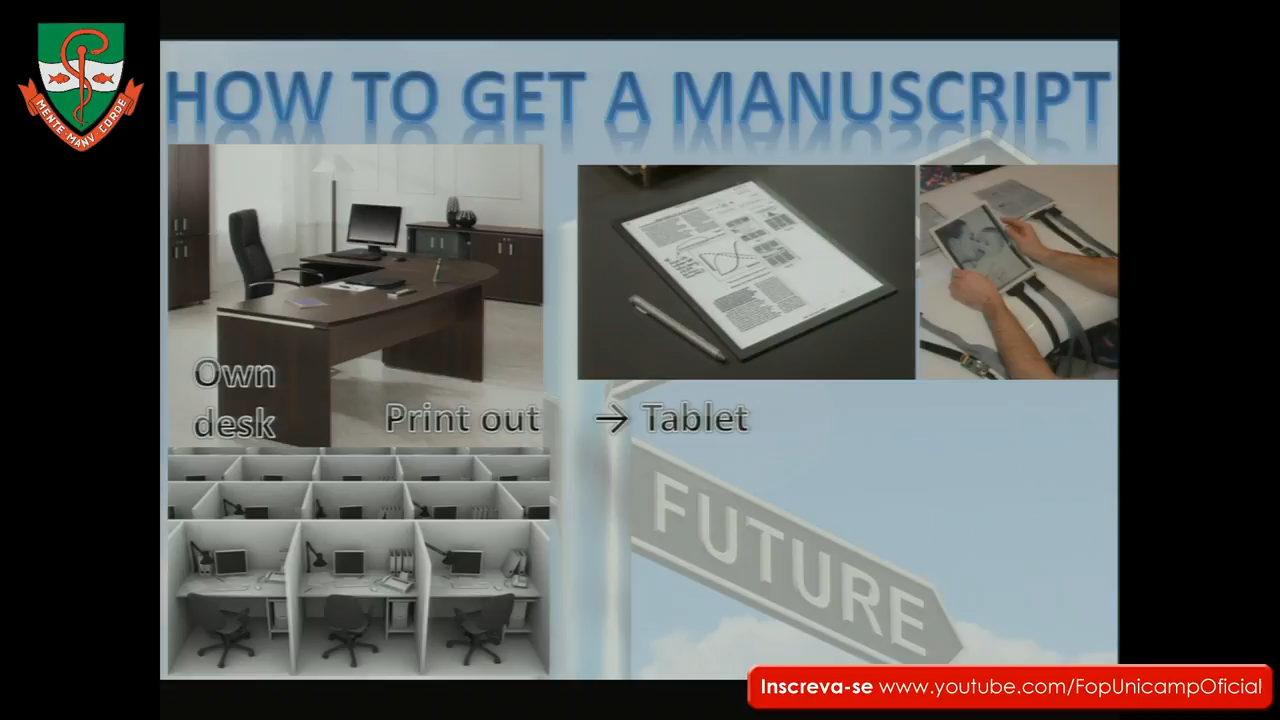 HOW TO GET A MANUSCRIPT
MENTE MANV CORDE
Own
desk
Print out
→ Tablet
FUTURE
Inscreva-se www.youtube.com/FopUnicampOficial